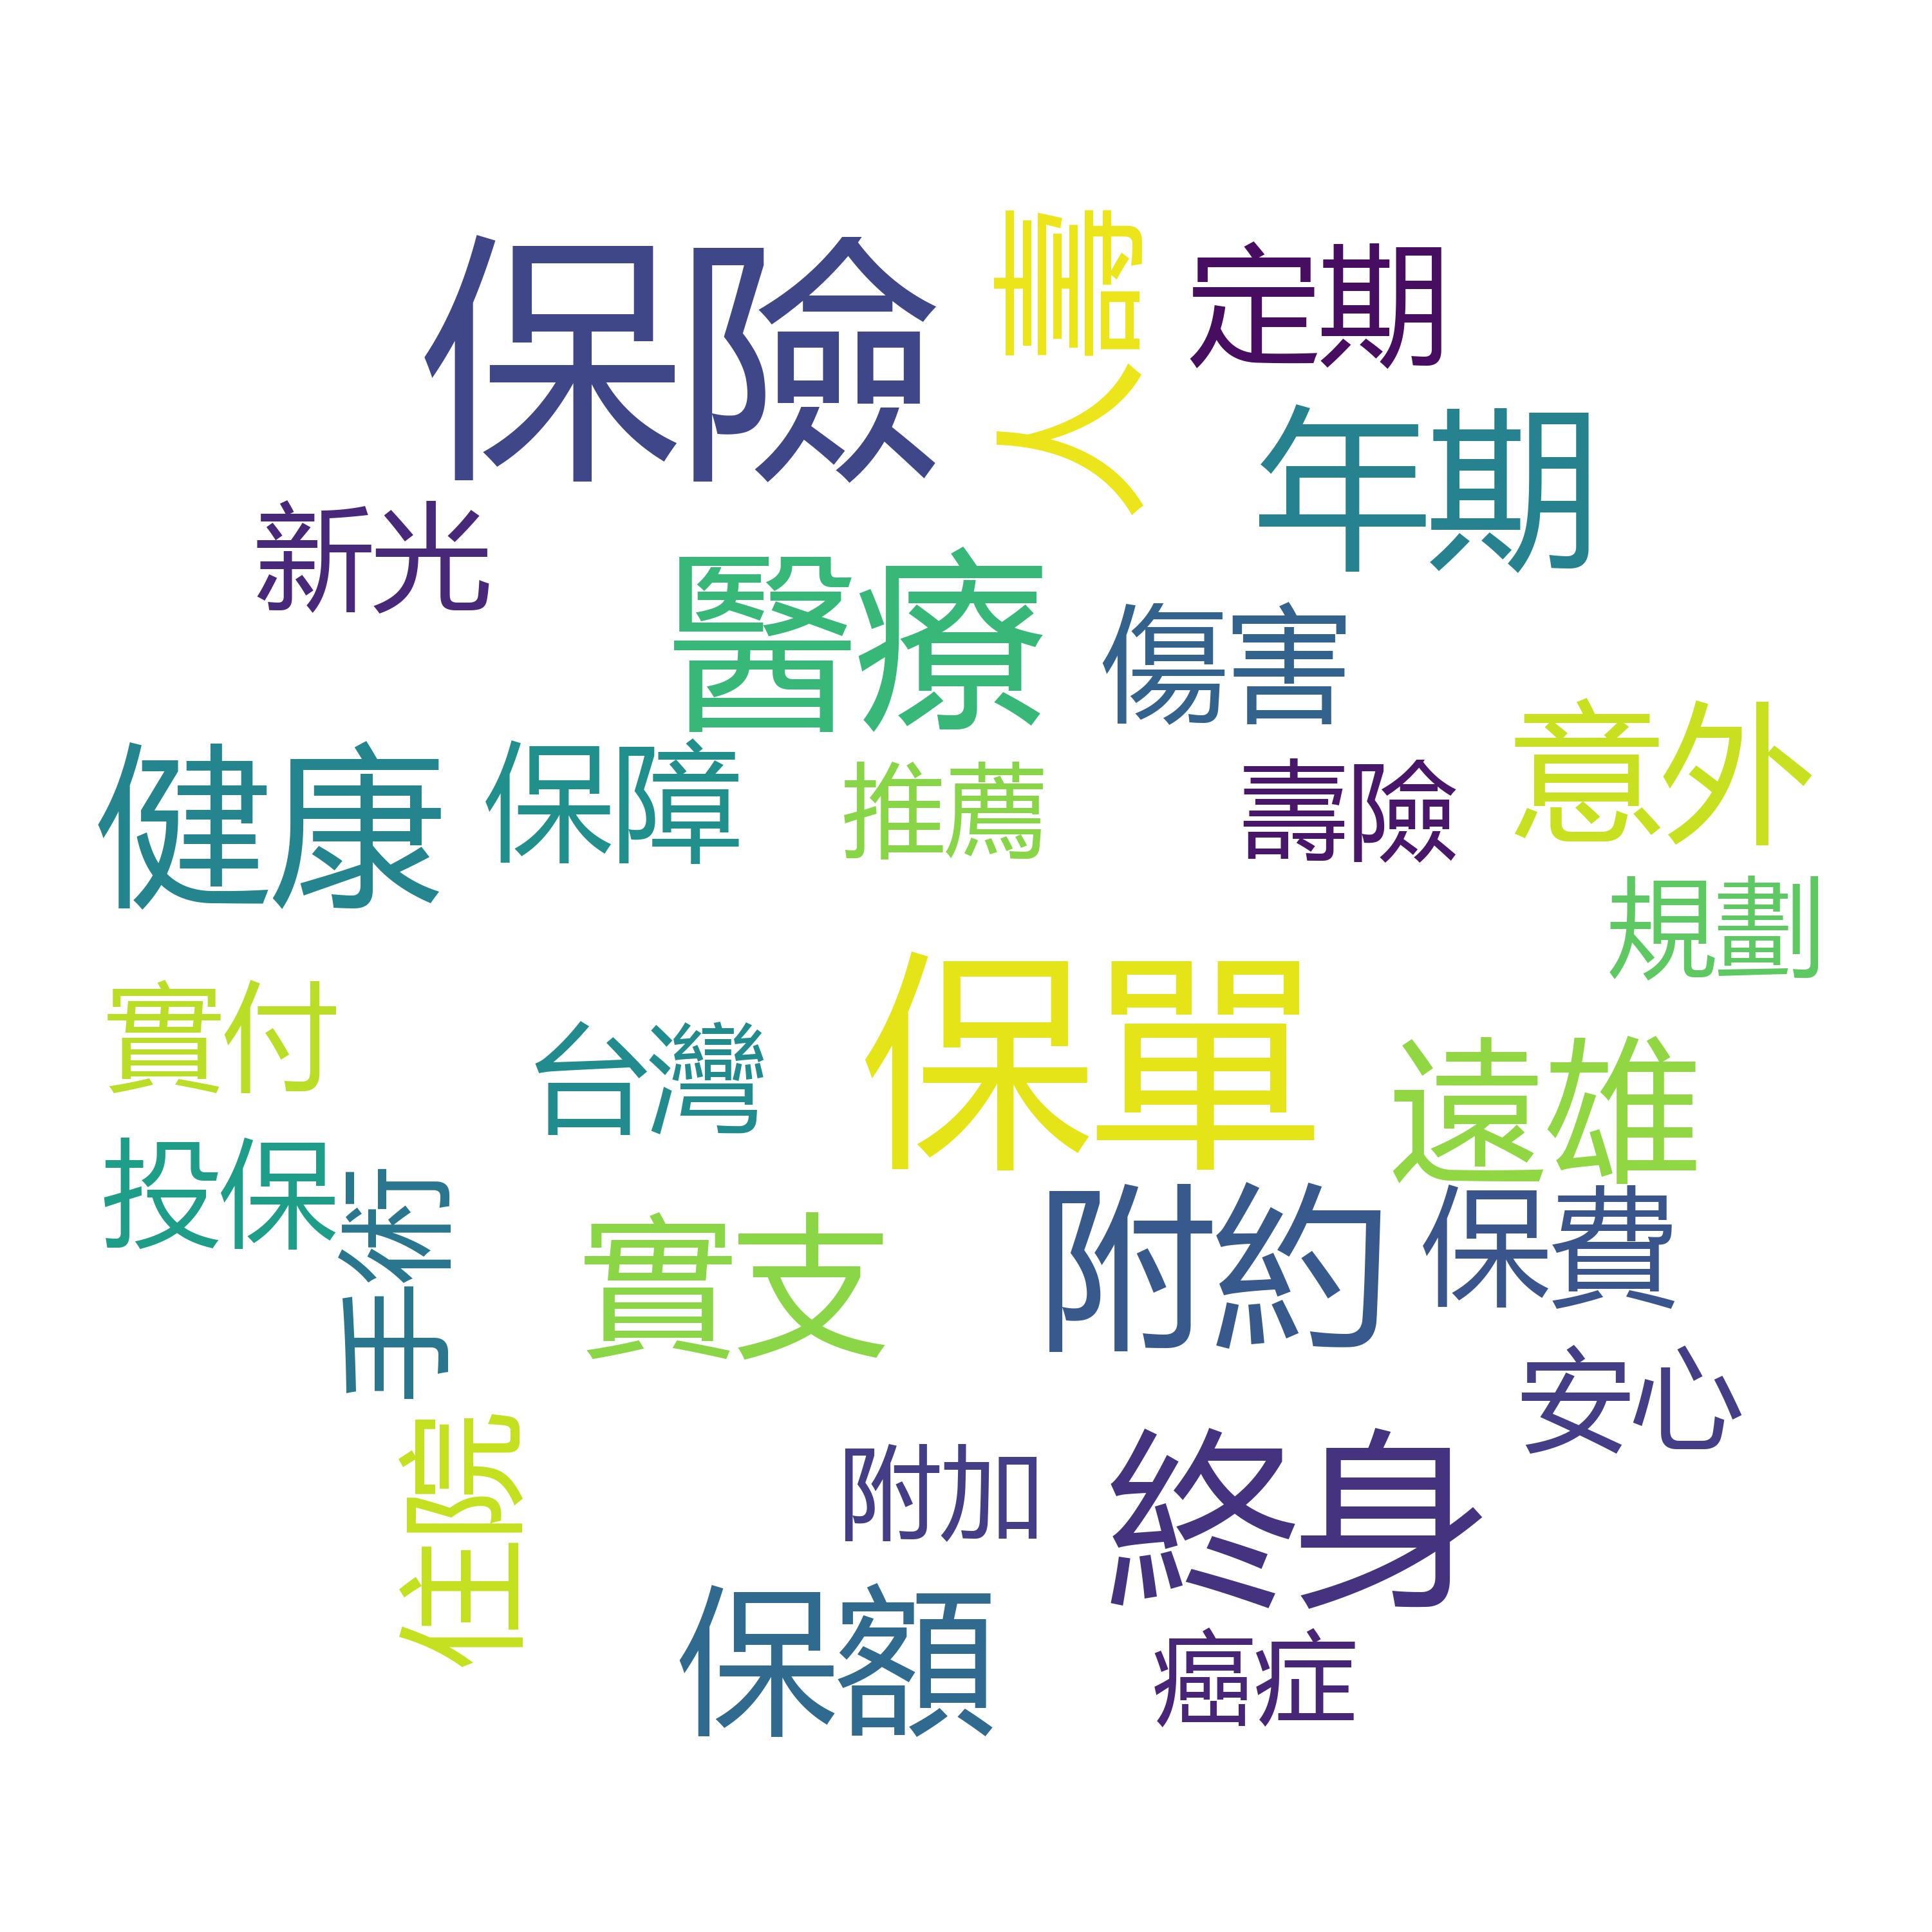 保險
人壽
定期
年期
新光
醫療
傷害
意外
健康
保障
推薦
壽險
規劃
保單
實付
台灣
遠雄
投保
手術
實支
附約
保費
安心
住院
附加
終身
保額
癌症